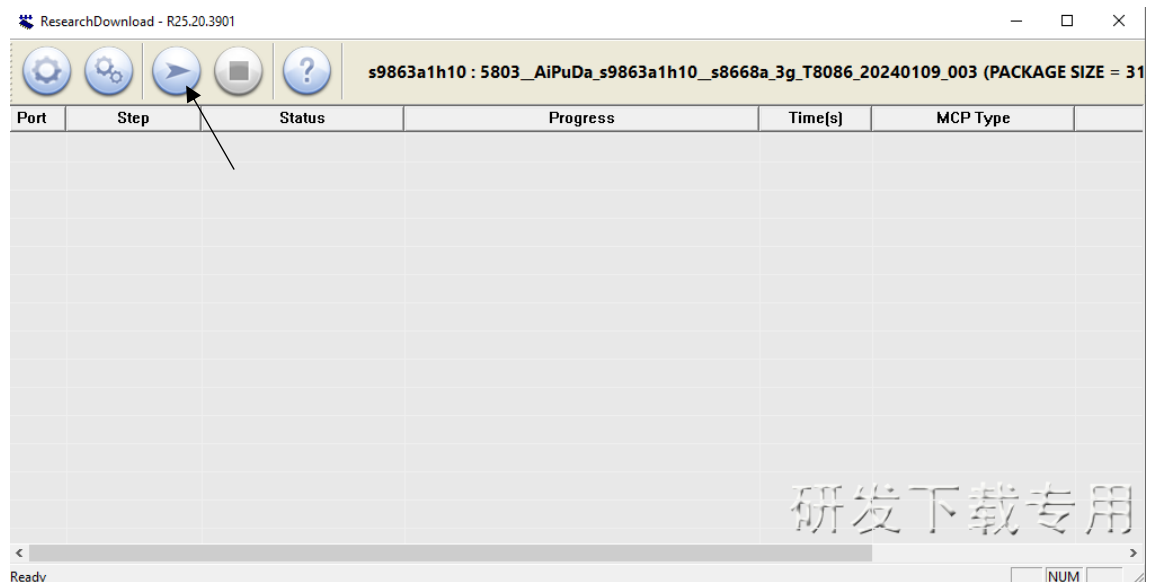 ResearchDownload - R25.20.3901
s9863a1h10 : 5803__AiPuDa_s9863a1h10__s8668a_3g_T8086_20240109_003 (PACKAGE SIZE = 31
Port Step Status Progress Time(s) MCP Type
研发下载专用
Ready NUM